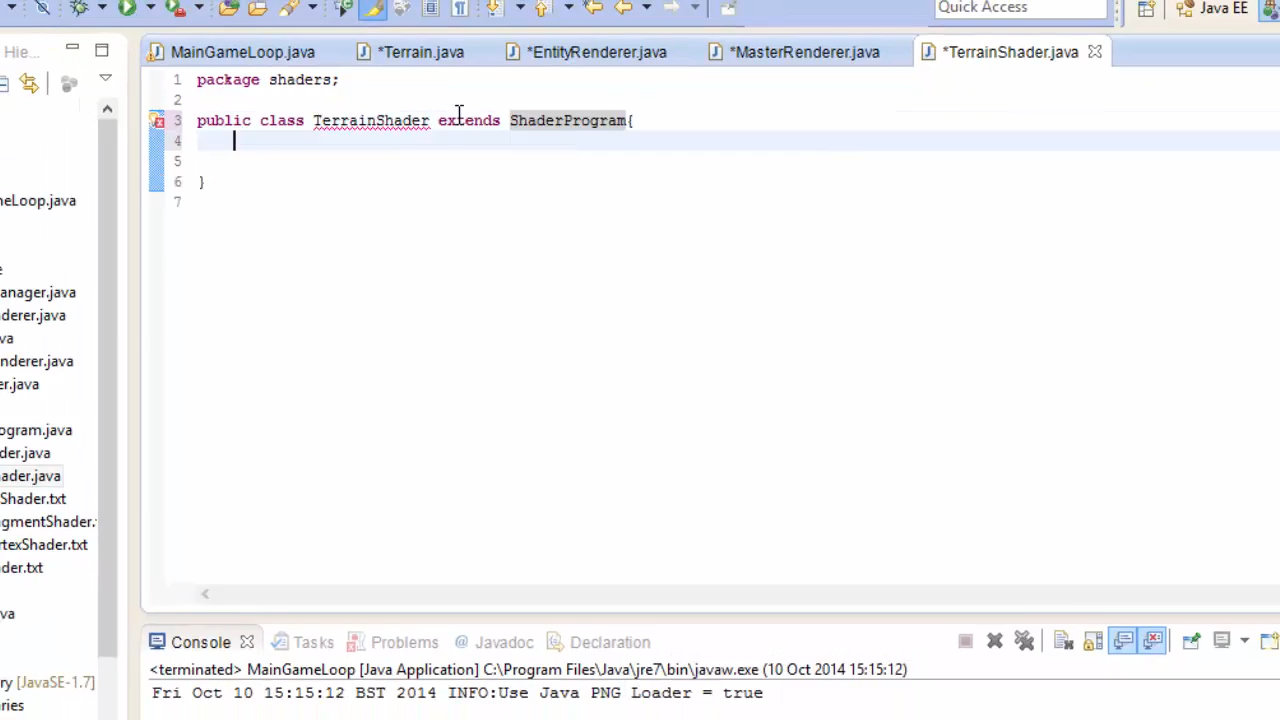 Quick Access
Java EE
Hie...
MainGameLoop.java
*Terrain.java
*EntityRenderer.java
*MasterRenderer.java
*TerrainShader.java
1 package shaders;
2
3 public class TerrainShader extends ShaderProgram{
4
5
6 }
7
eLoop.java
e
anager.java
derer.java
va
nderer.java
er.java
ogram.java
der.java
ader.java
Shader.txt
gmentShader.
rtexShader.txt
der.txt
va
ry [JavaSE-1.7]
ries
Console
Tasks
Problems
@ Javadoc
Declaration
<terminated> MainGameLoop [Java Application] C:\Program Files\Java\jre7\bin\javaw.exe (10 Oct 2014 15:15:12)
Fri Oct 10 15:15:12 BST 2014 INFO:Use Java PNG Loader = true